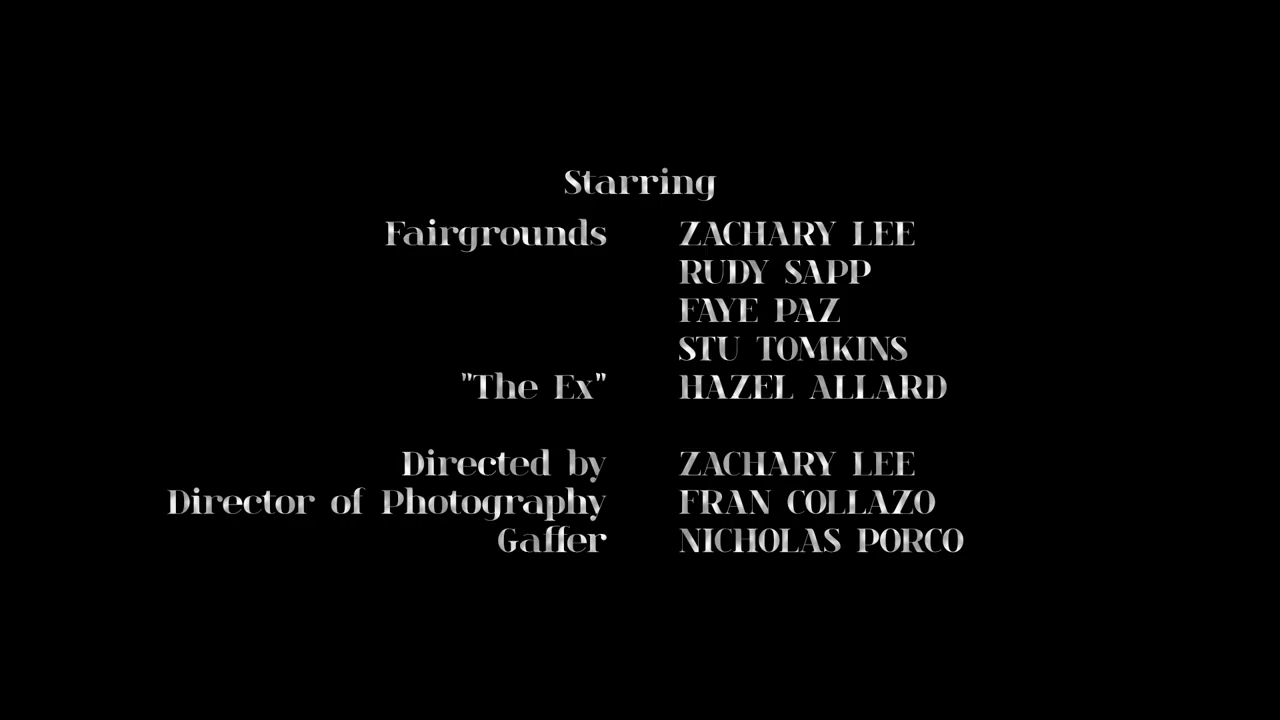 Starring
Fairgrounds ZACHARY LEE
RUDY SAPP
FAYE PAZ
STU TOMKINS
"The Ex" HAZEL ALLARD
Directed by ZACHARY LEE
Director of Photography FRAN COLLAZO
Gaffer NICHOLAS PORCO